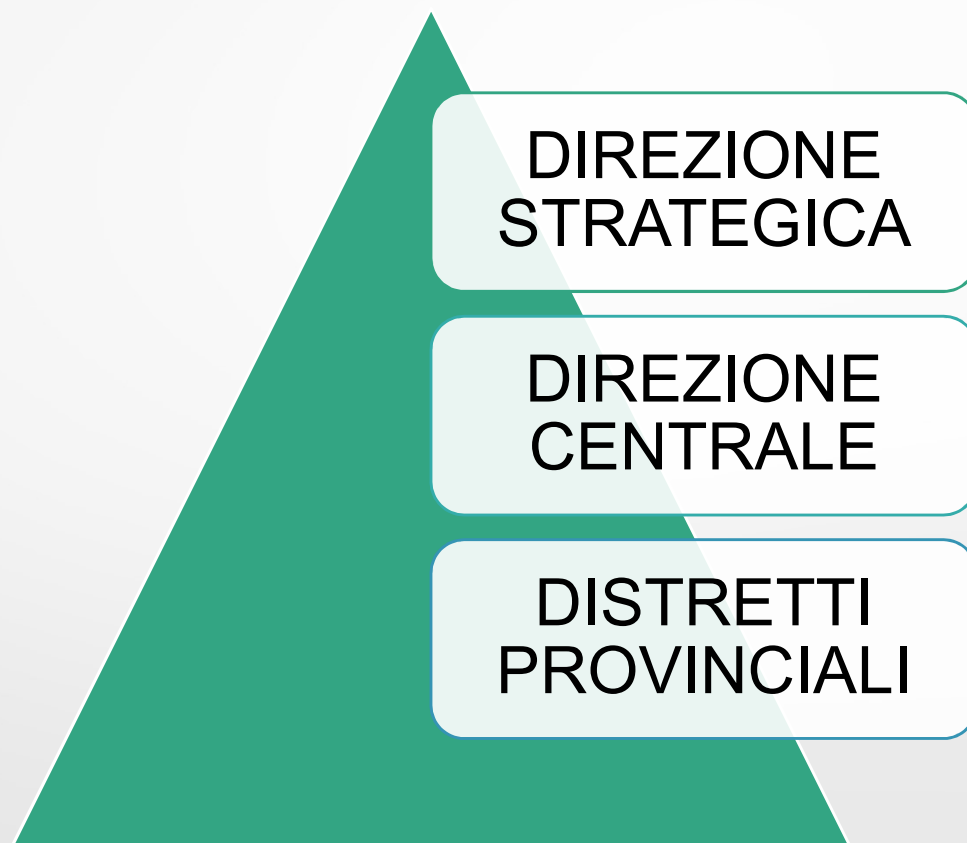 DIREZIONE
STRATEGICA
DIREZIONE
CENTRALE
DISTRETTI
PROVINCIALI